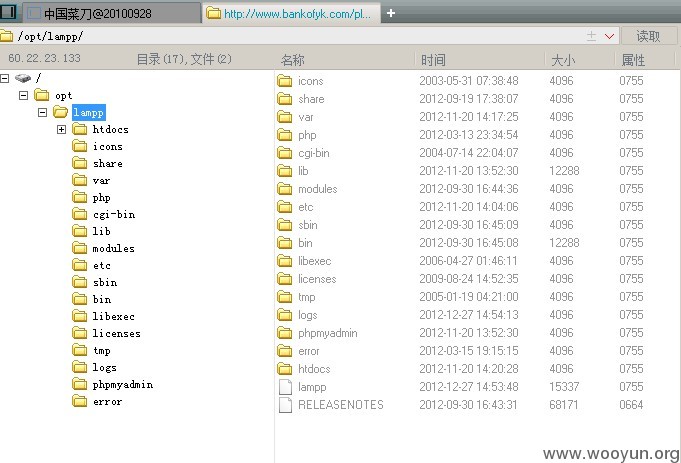 中国菜刀@20100928
http://www.bankofyk.com/pl...
/opt/lampp/
读取
60.22.23.133 目录(17),文件(2)
名称 时间 大小 属性
/
opt
lampp
htdocs
icons
share
var
php
cgi-bin
lib
modules
etc
sbin
bin
libexec
licenses
tmp
logs
phpmyadmin
error
icons 2003-05-31 07:38:48 4096 0755
share 2012-09-19 17:38:07 4096 0755
var 2012-11-20 14:17:25 4096 0755
php 2012-03-13 23:34:54 4096 0755
cgi-bin 2004-07-14 22:04:07 4096 0755
lib 2012-11-20 13:52:30 12288 0755
modules 2012-09-30 16:44:36 4096 0755
etc 2012-11-20 14:04:06 4096 0755
sbin 2012-09-30 16:45:09 4096 0755
bin 2012-09-30 16:45:08 12288 0755
libexec 2006-04-27 01:46:11 4096 0755
licenses 2009-08-24 14:52:35 4096 0755
tmp 2005-01-19 04:21:00 4096 0755
logs 2012-12-27 14:54:13 4096 0755
phpmyadmin 2012-11-20 13:52:30 4096 0755
error 2012-03-15 19:15:15 4096 0755
htdocs 2012-11-20 14:20:28 4096 0755
lampp 2012-12-27 14:53:48 15337 0755
RELEASENOTES 2012-09-30 16:43:31 68171 0664
www.wooyun.org